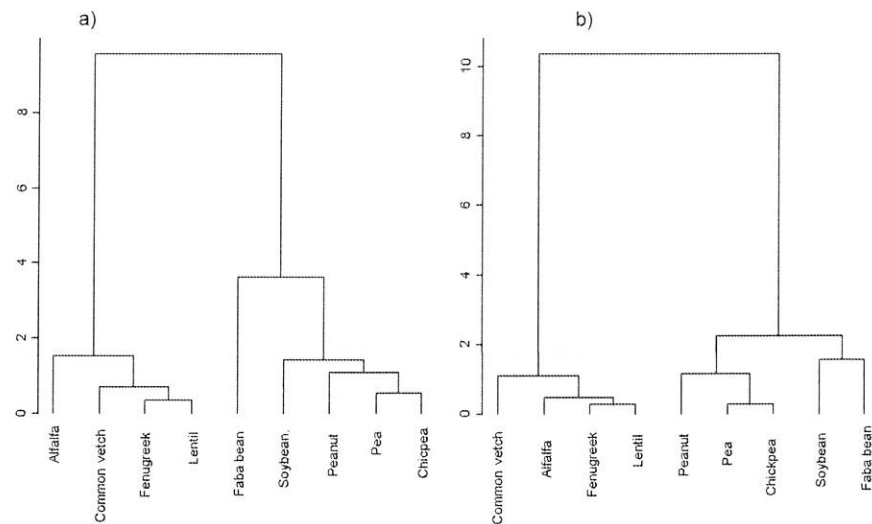 a)
8
6
4
2
0
Alfalfa
Common vetch
Fenugreek
Lentil
Faba bean
Soybean.
Peanut
Pea
Chicpea
b)
10
8
6
4
2
0
Common vetch
Alfalfa
Fenugreek
Lentil
Peanut
Pea
Chickpea
Soybean
Faba bean